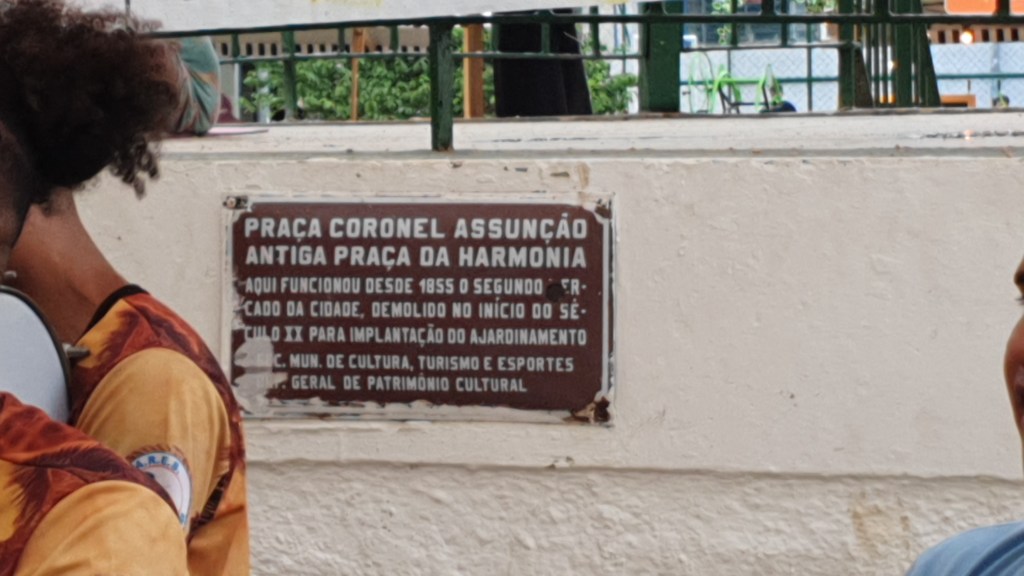 PRAÇA CORONEL ASSUNÇÃO
ANTIGA PRAÇA DA HARMONIA
AQUI FUNCIONOU DESDE 1855 O SEGUNDO MER-
CADO DA CIDADE, DEMOLIDO NO INÍCIO DO SÉ-
CULO XX PARA IMPLANTAÇÃO DO AJARDINAMENTO
MUN. DE CULTURA, TURISMO E ESPORTES
GERAL DE PATRIMÔNIO CULTURAL